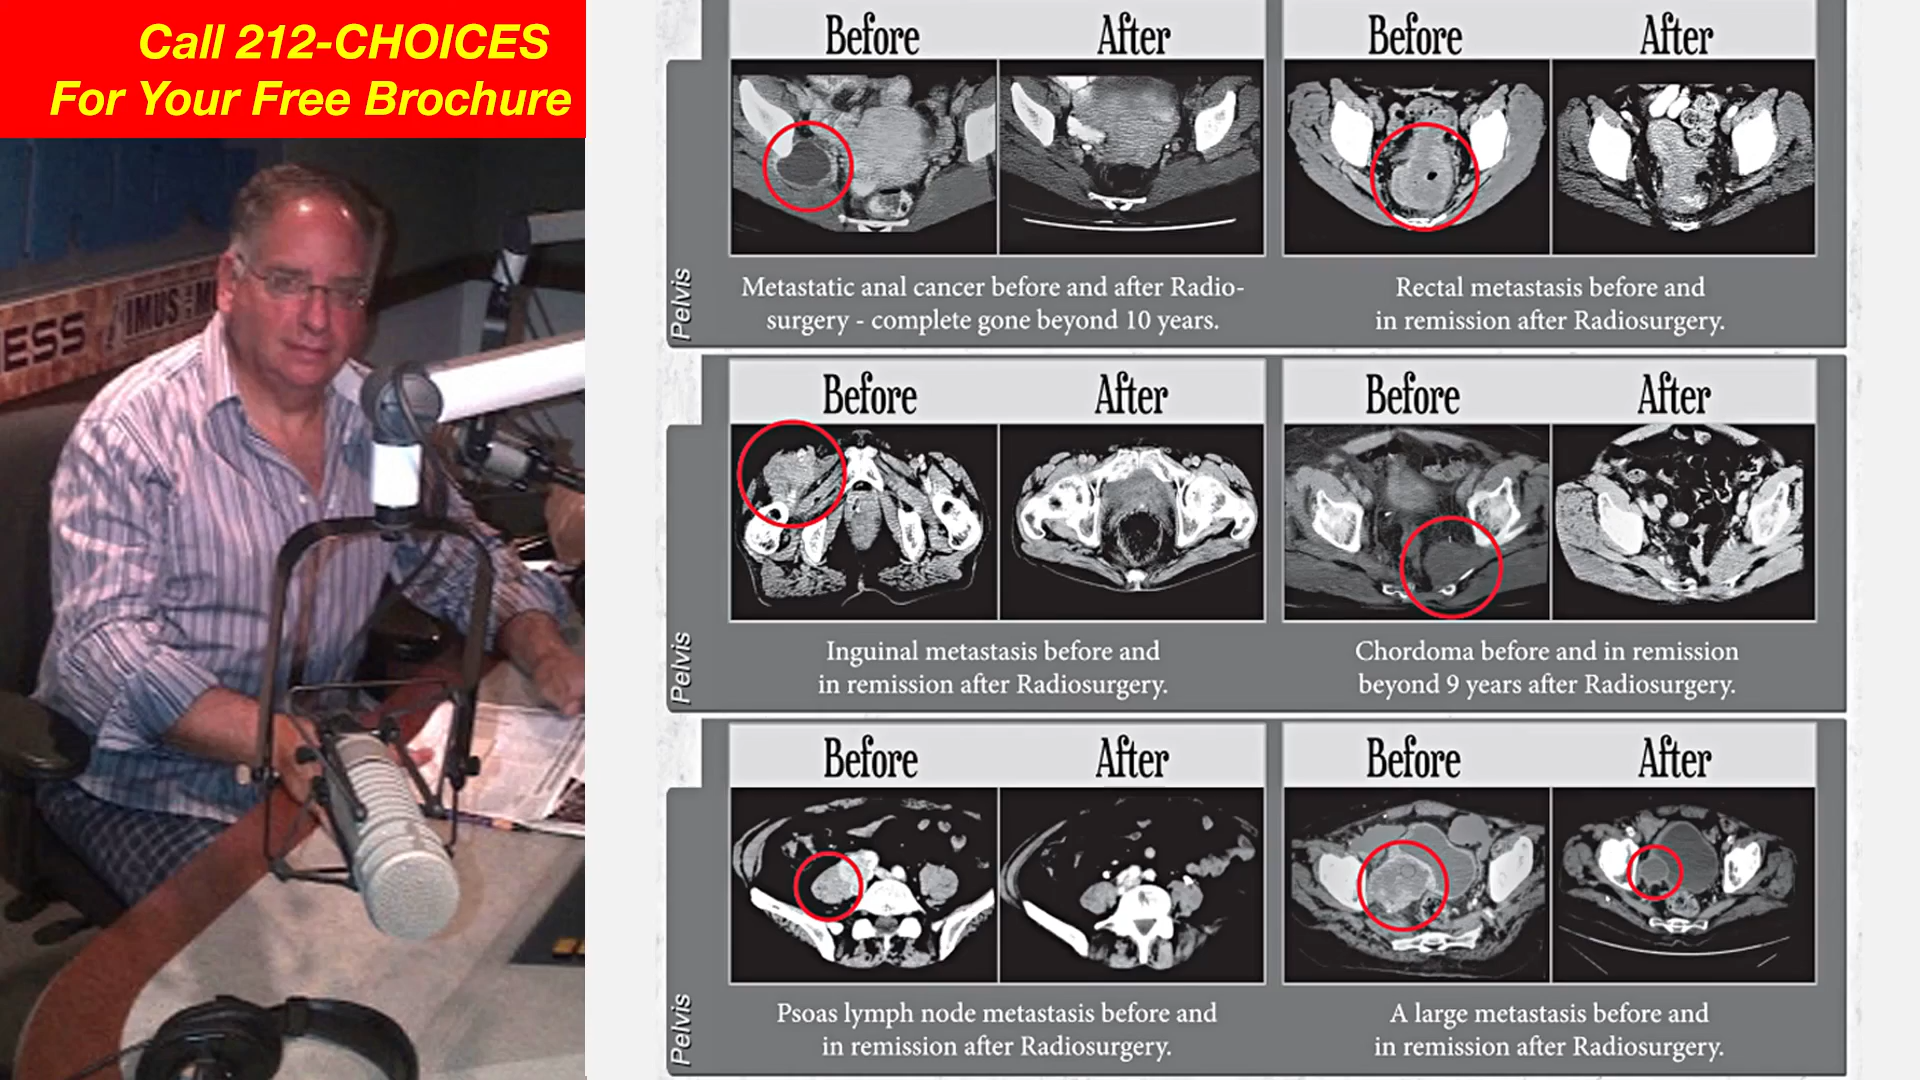 Call 212-CHOICES
For Your Free Brochure
ESS
IMUS
Before After
Before After
Pelvis
Metastatic anal cancer before and after Radio-
surgery - complete gone beyond 10 years.
Rectal metastasis before and
in remission after Radiosurgery.
Before After
Before After
Pelvis
Inguinal metastasis before and
in remission after Radiosurgery.
Chordoma before and in remission
beyond 9 years after Radiosurgery.
Before After
Before After
Pelvis
Psoas lymph node metastasis before and
in remission after Radiosurgery.
A large metastasis before and
in remission after Radiosurgery.